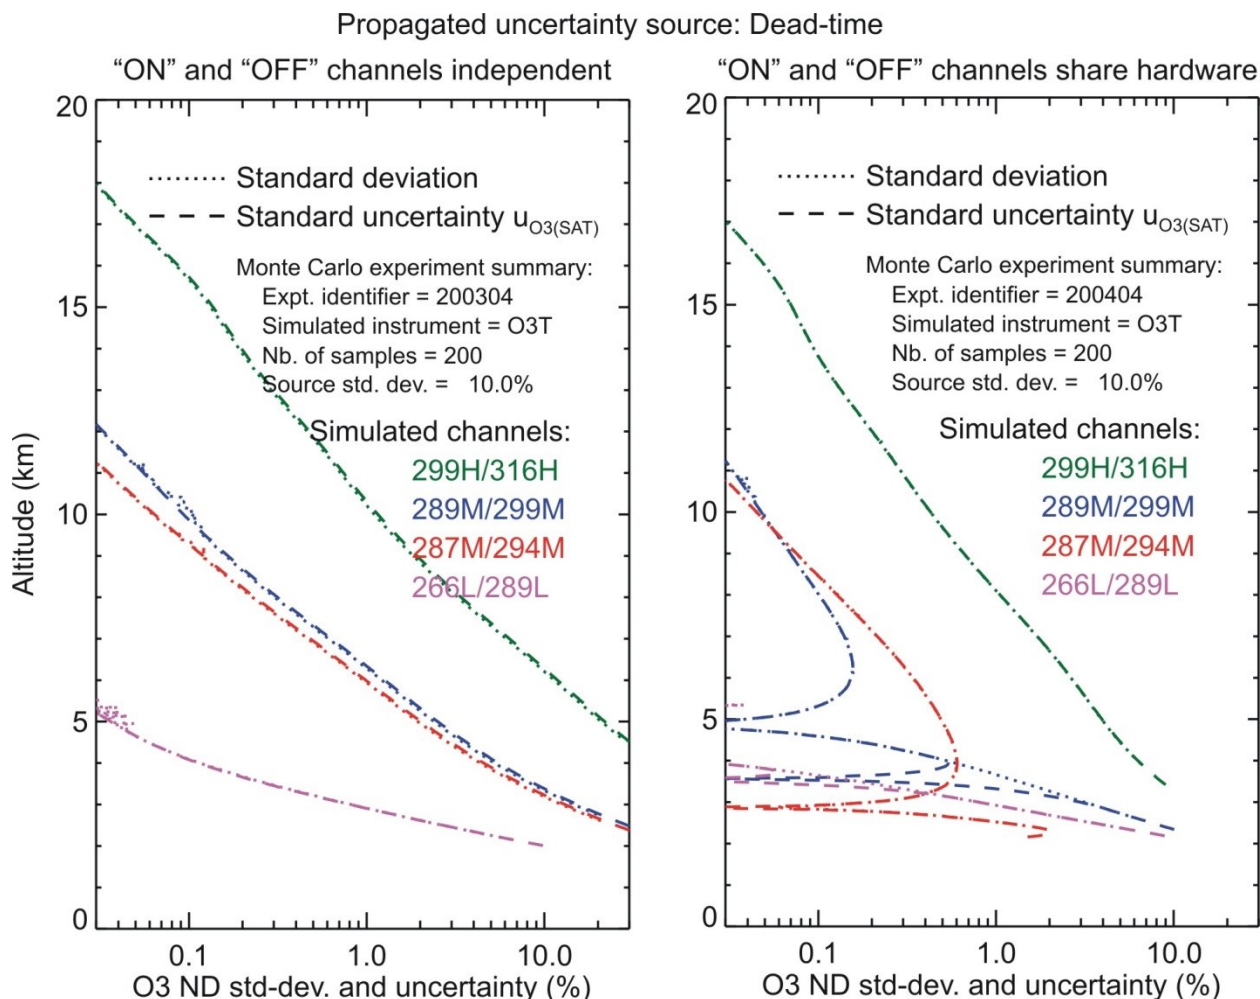 Propagated uncertainty source: Dead-time
“ON” and “OFF” channels independent
20
Standard deviation
Standard uncertainty uO3(SAT)
Monte Carlo experiment summary:
Expt. identifier = 200304
Simulated instrument = O3T
Nb. of samples = 200
Source std. dev. = 10.0%
15
Simulated channels:
299H/316H
289M/299M
287M/294M
266L/289L
10
5
0
Altitude (km)
0.1 1.0 10.0
O3 ND std-dev. and uncertainty (%)
“ON” and “OFF” channels share hardware
20
Standard deviation
Standard uncertainty uO3(SAT)
Monte Carlo experiment summary:
Expt. identifier = 200404
Simulated instrument = O3T
Nb. of samples = 200
Source std. dev. = 10.0%
15
Simulated channels:
299H/316H
289M/299M
287M/294M
266L/289L
10
5
0
0.1 1.0 10.0
O3 ND std-dev. and uncertainty (%)